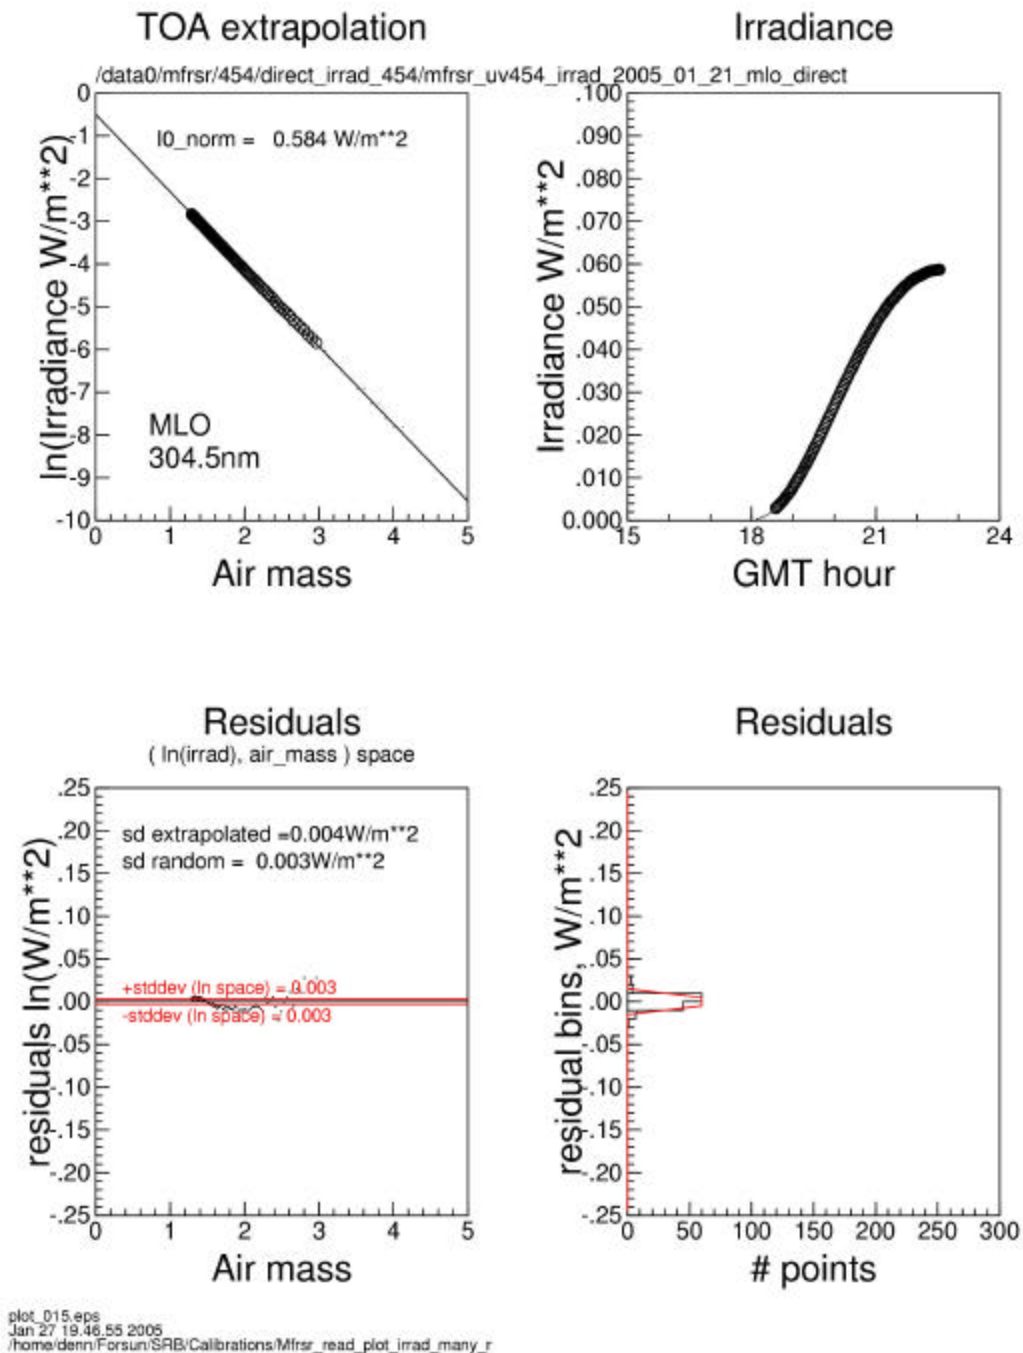 TOA extrapolation
Irradiance
/data0/mfrsr/454/direct_irrad_454/mfrsr_uv454_irrad_2005_01_21_mlo_direct
I0_norm = 0.584 W/m**2
MLO
304.5nm
ln(Irradiance W/m**2)
0
-1
-2
-3
-4
-5
-6
-7
-8
-9
-10
0 1 2 3 4 5
Air mass
Irradiance W/m**2
.100
.090
.080
.070
.060
.050
.040
.030
.020
.010
0.000
15 18 21 24
GMT hour
Residuals
( ln(irrad), air_mass ) space
sd extrapolated =0.004W/m**2
sd random = 0.003W/m**2
+stddev (ln space) = 0.003
-stddev (ln space) = 0.003
residuals ln(W/m**2)
.25
.20
.15
.10
.05
.00
-.05
-.10
-.15
-.20
-.25
0 1 2 3 4 5
Air mass
Residuals
residual bins, W/m**2
.25
.20
.15
.10
.05
.00
-.05
-.10
-.15
-.20
-.25
0 50 100 150 200 250 300
# points
plot_015.eps
Jan 27 19.46.55 2005
/home/denn/Forsun/SRB/Calibrations/Mfrsr_read_plot_irrad_many_r